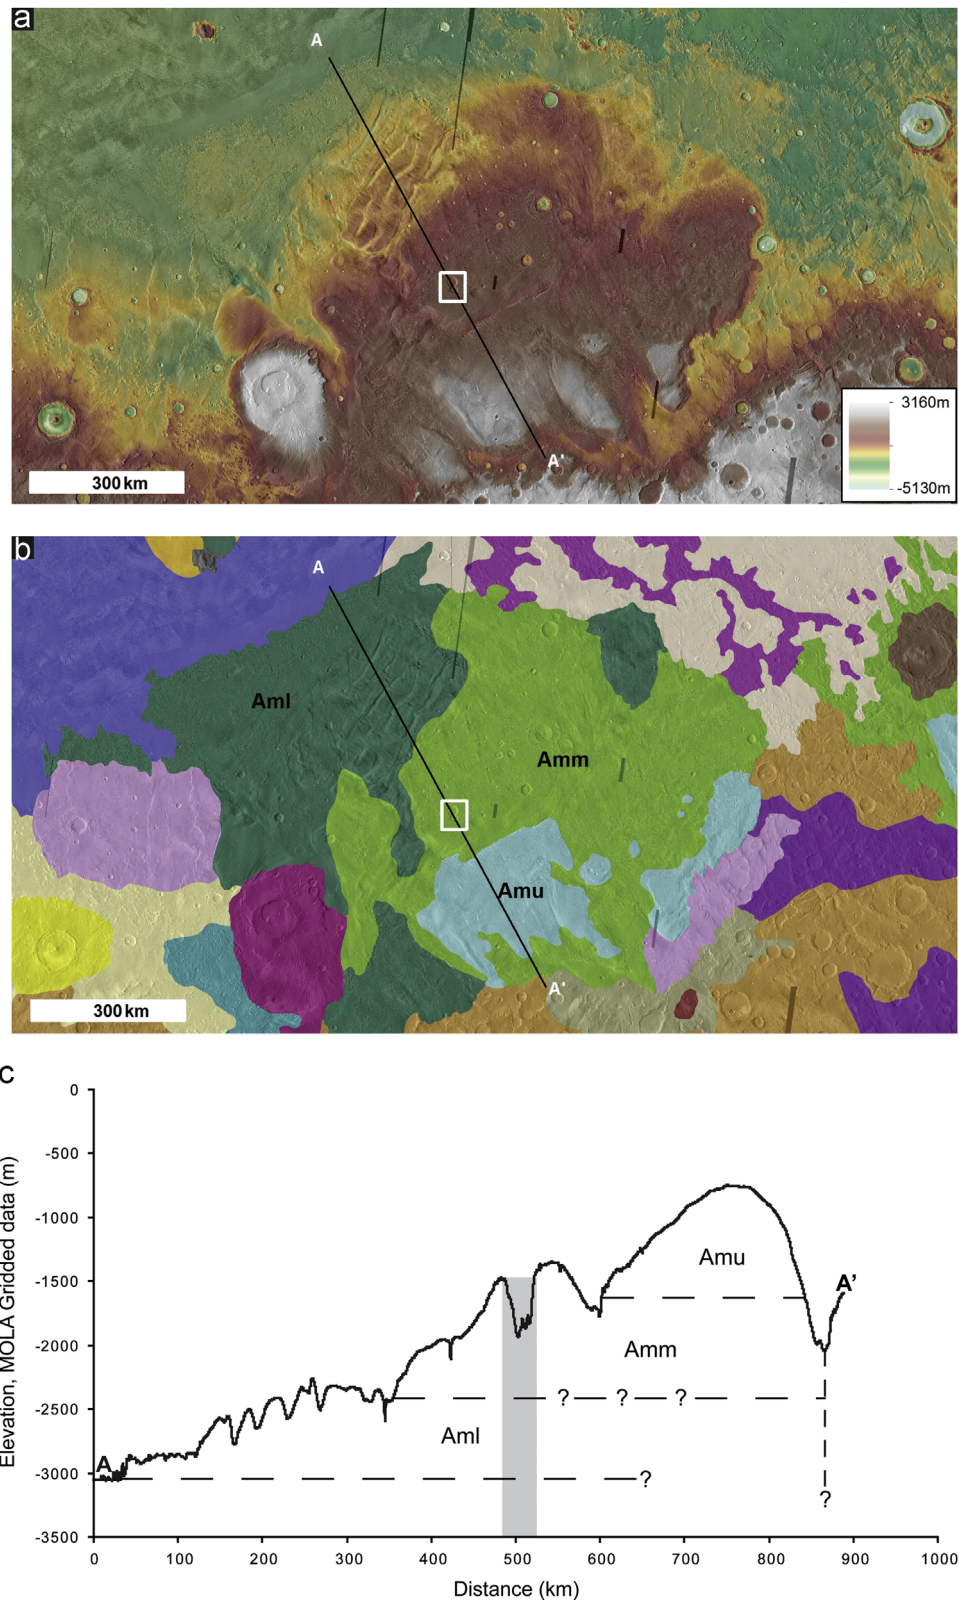 a
A
A'
300 km
3160m
-5130m
b
A
Aml
Amm
Amu
A'
300 km
c
Elevation, MOLA Gridded data (m)
0
-500
-1000
-1500
-2000
-2500
-3000
-3500
A
A'
Amu
Amm
? ? ?
Aml
?
?
0 100 200 300 400 500 600 700 800 900 1000
Distance (km)